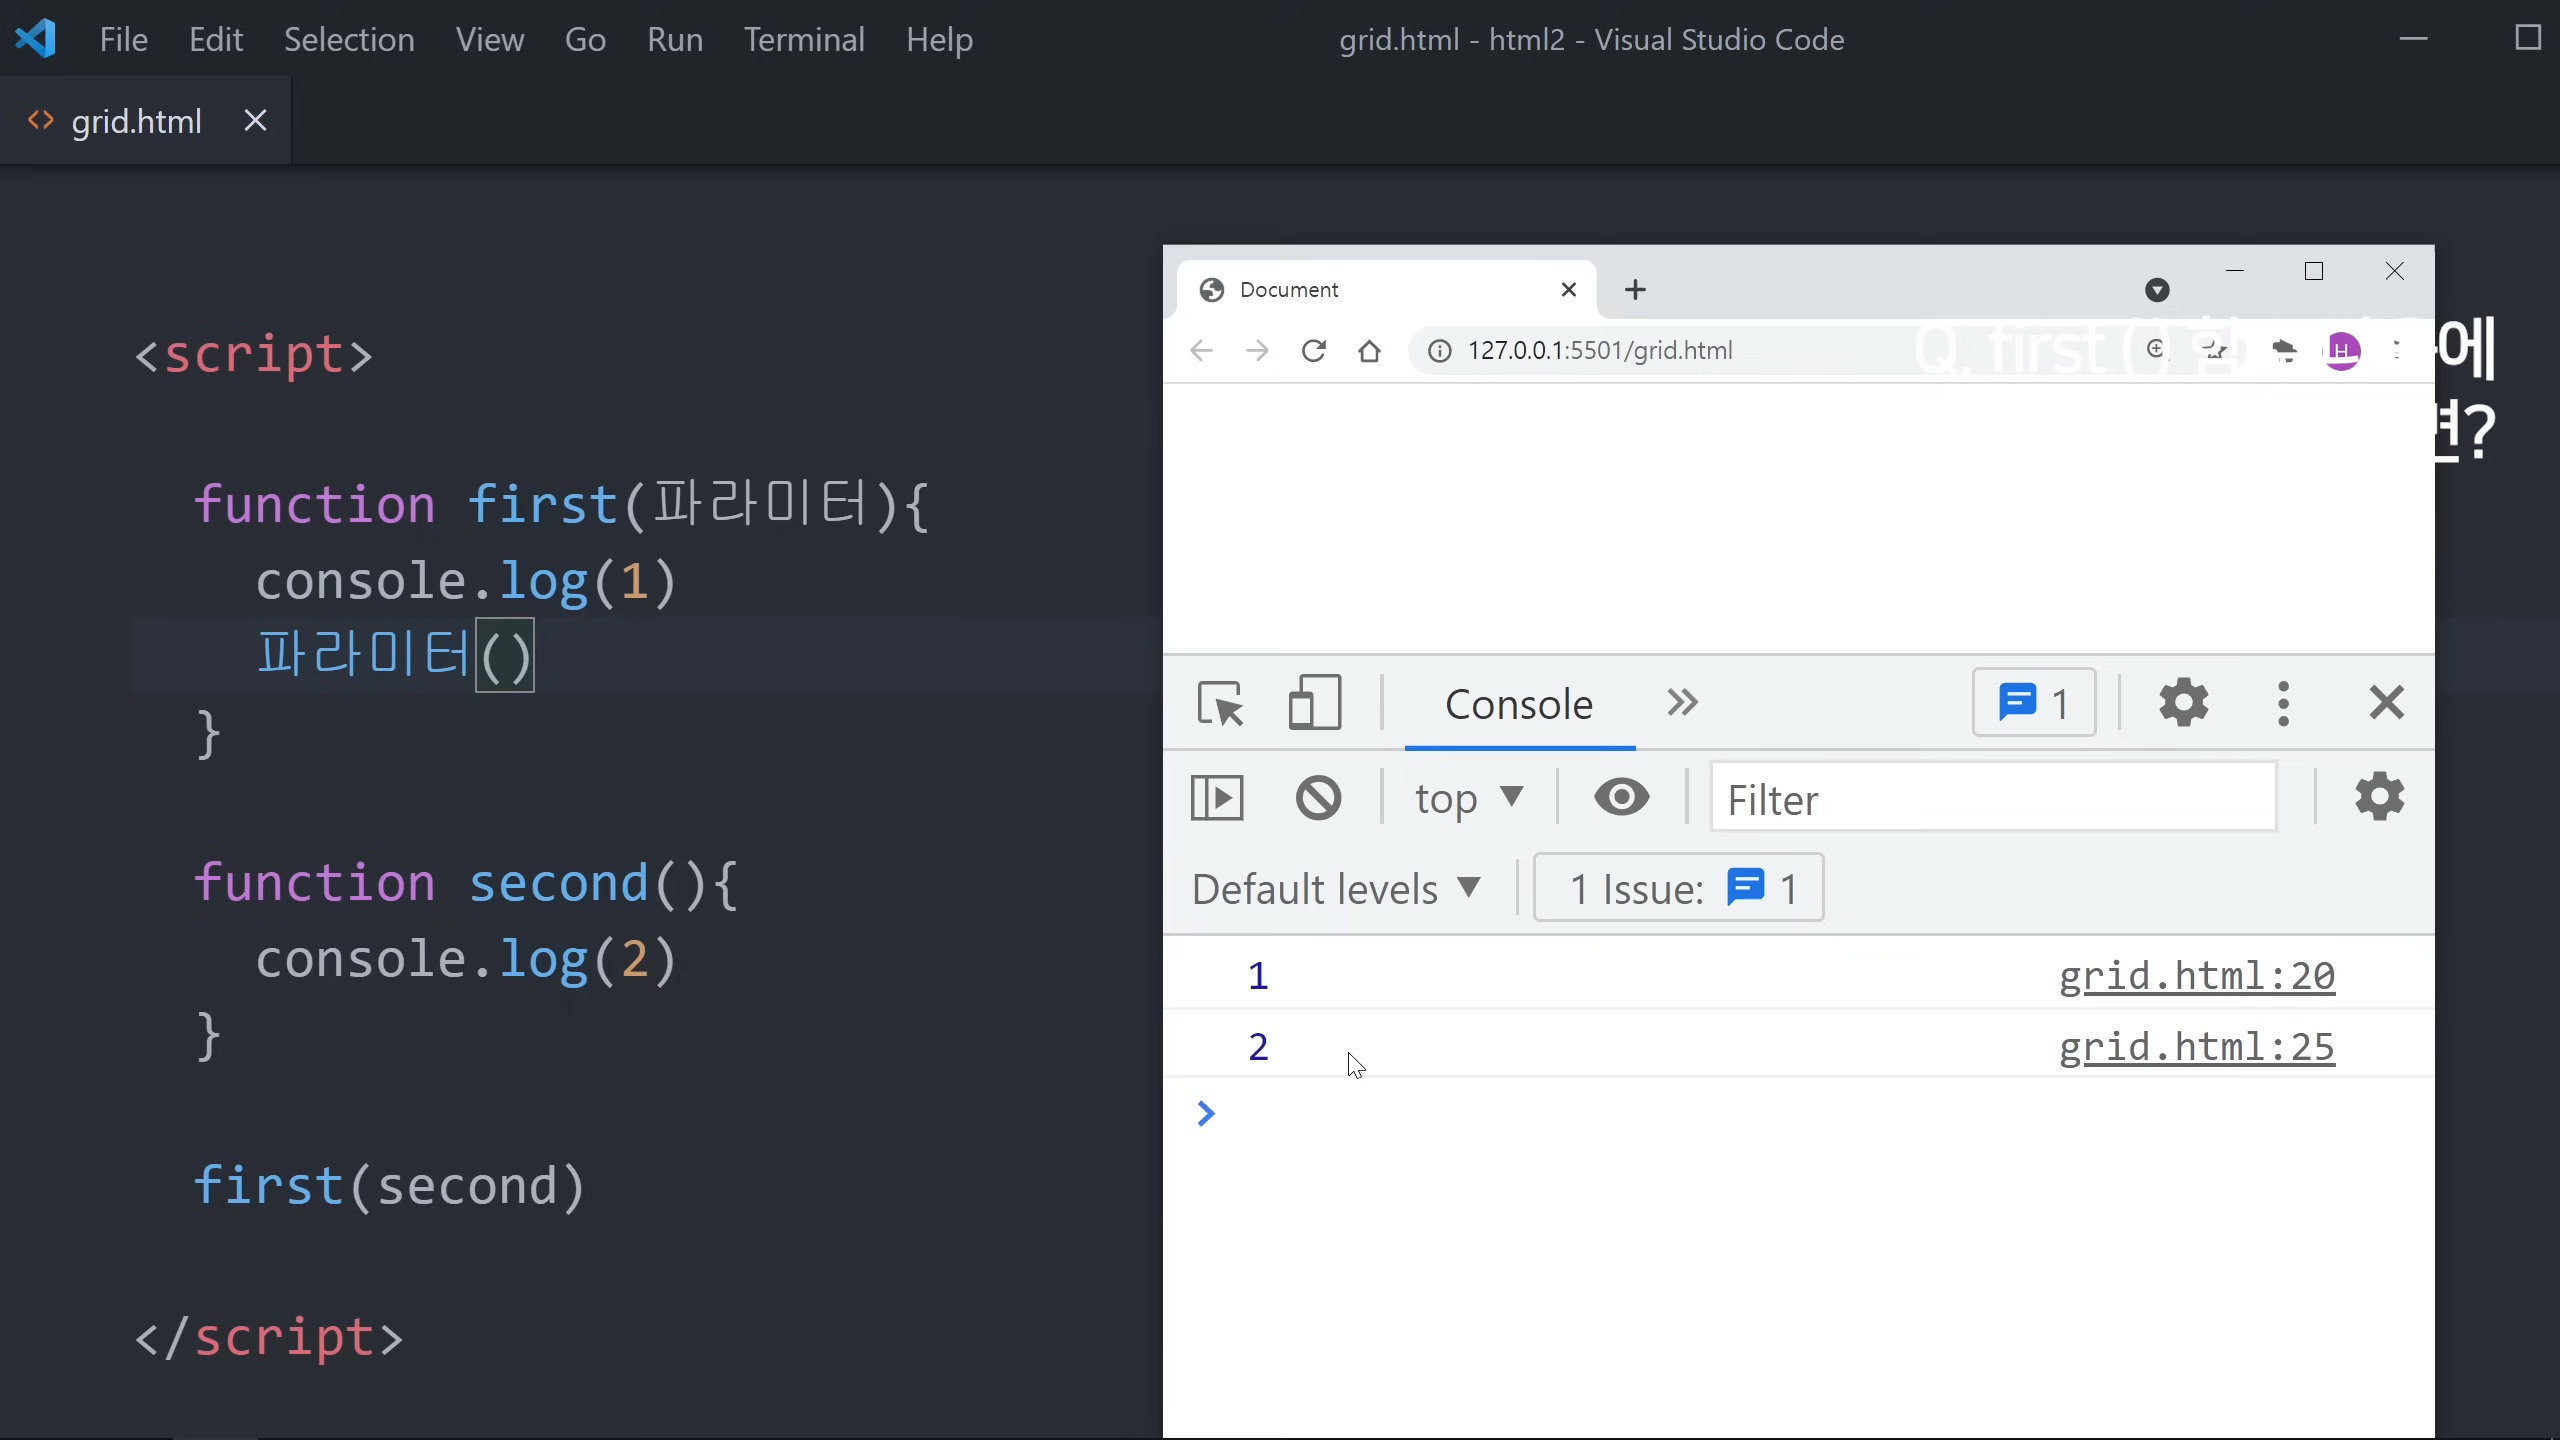 File Edit Selection View Go Run Terminal Help
grid.html - html2 - Visual Studio Code
grid.html
<script>
function first(파라미터){
console.log(1)
파라미터()
}
function second(){
console.log(2)
}
first(second)
</script>
Document
127.0.0.1:5501/grid.html
H
Q. first () 에
면?
Console
1
top
Filter
Default levels
1 Issue: 1
1 grid.html:20
2 grid.html:25